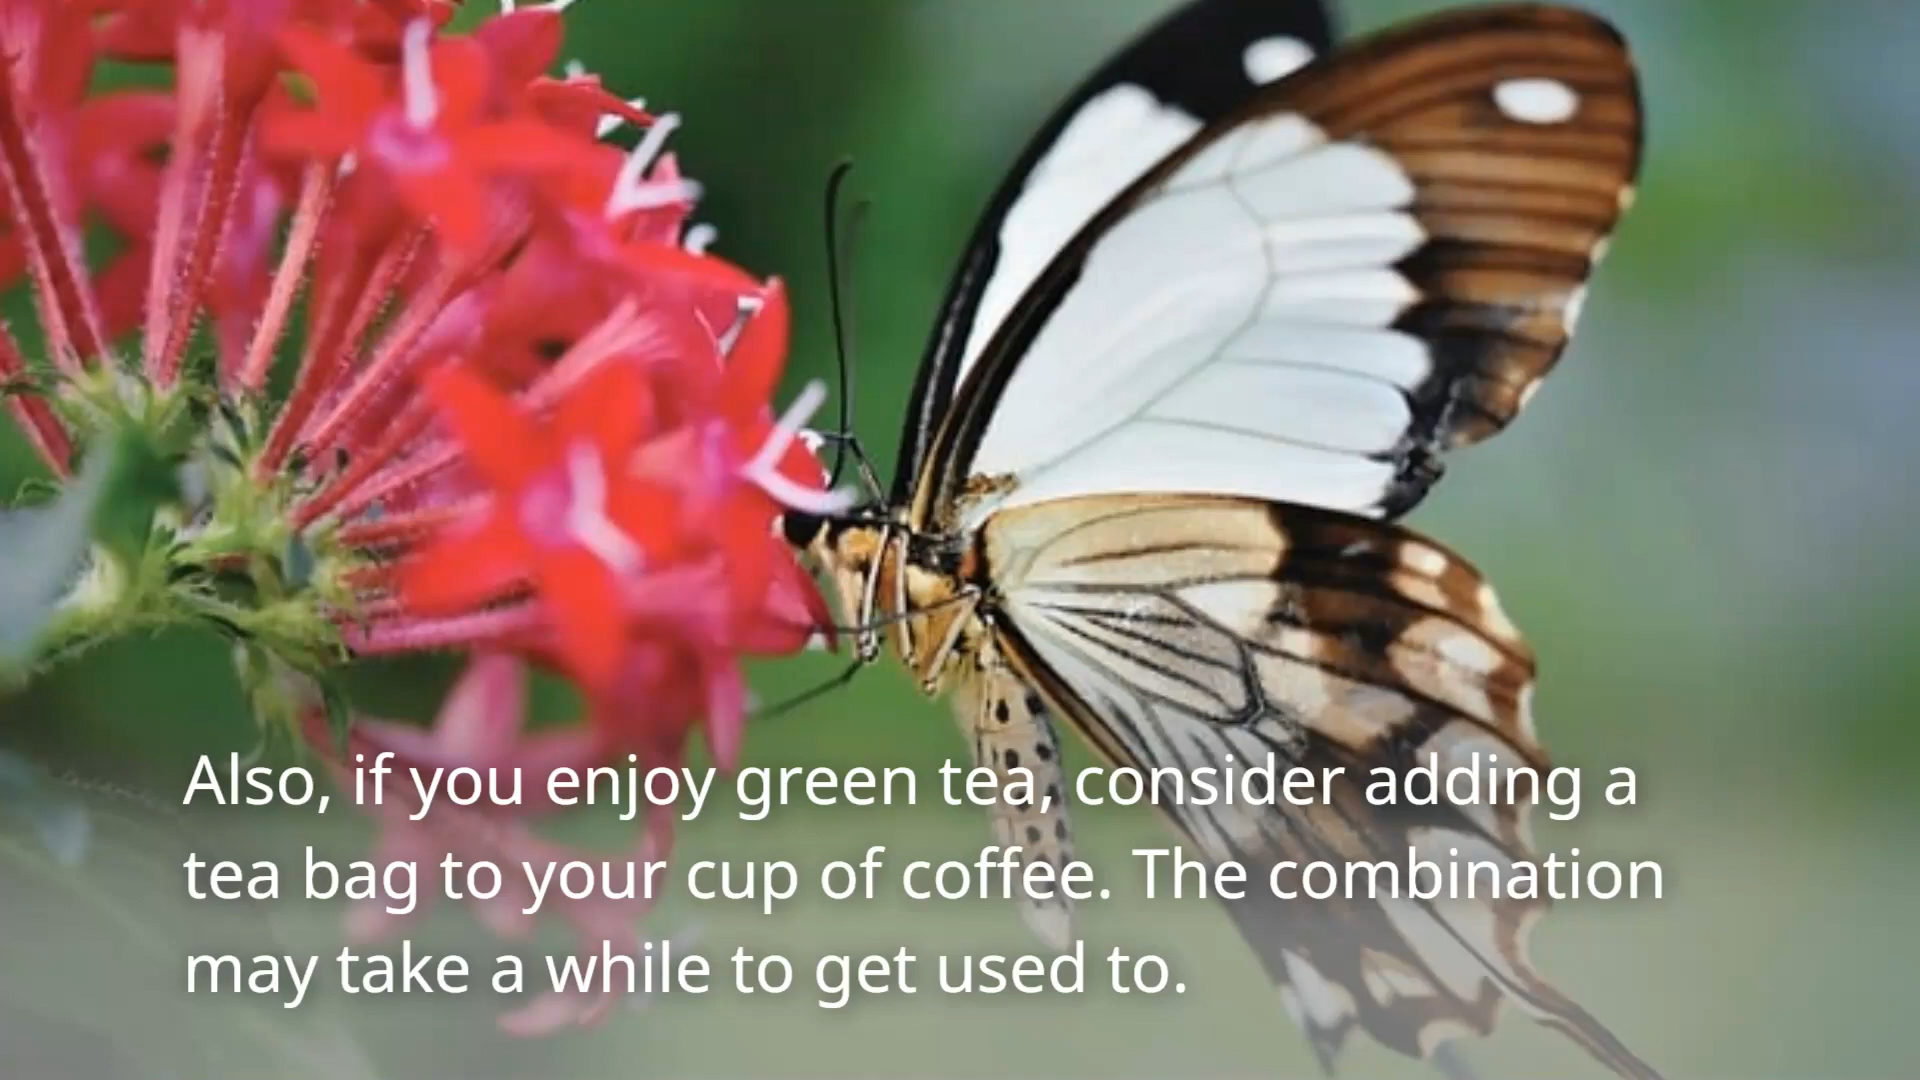 Also, if you enjoy green tea, consider adding a
tea bag to your cup of coffee. The combination
may take a while to get used to.